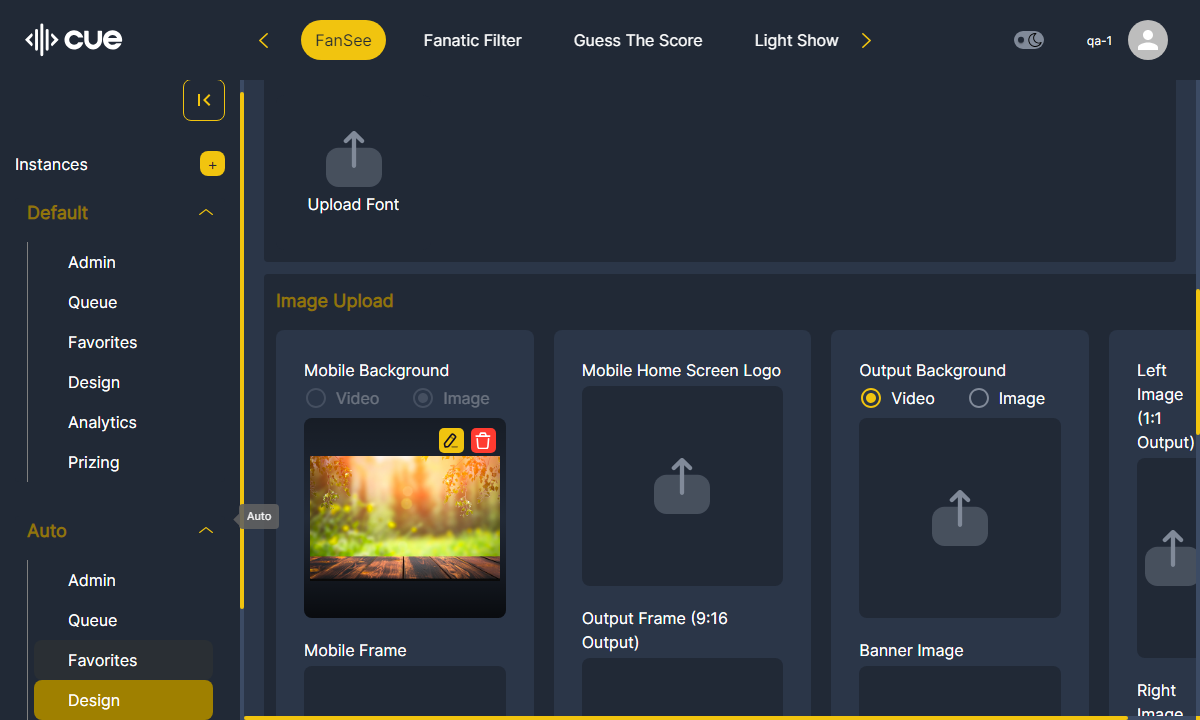 cue
FanSee
Fanatic Filter
Guess The Score
Light Show
qa-1
Instances
+
Default
Admin
Queue
Favorites
Design
Analytics
Prizing
Auto
Admin
Queue
Favorites
Design
Auto
Upload Font
Image Upload
Mobile Background
Video
Image
Mobile Frame
Mobile Home Screen Logo
Output Frame (9:16
Output)
Output Background
Video
Image
Banner Image
Left
Image
(1:1
Output)
Right
Image